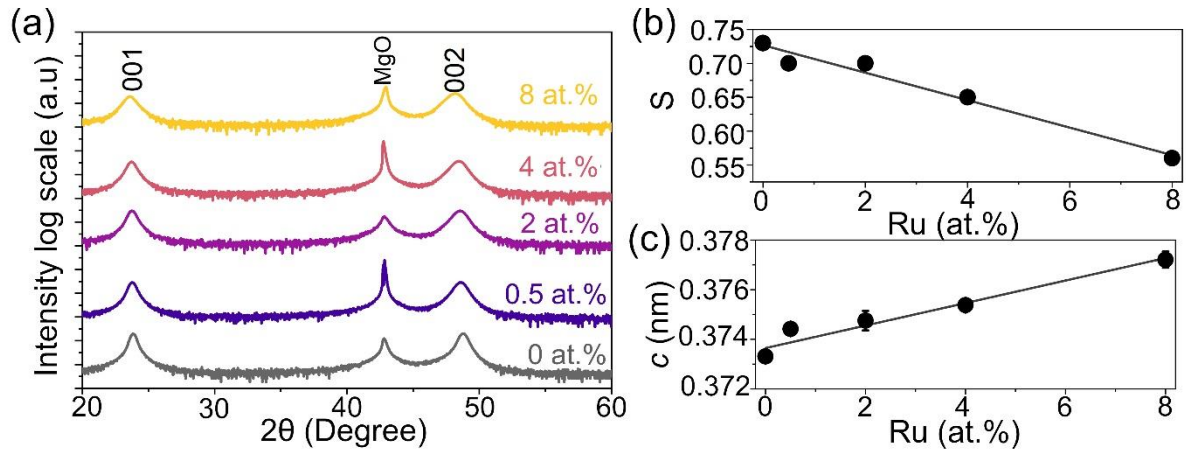 (a)
Intensity log scale (a.u)
001
MgO
002
8 at.%
4 at.%
2 at.%
0.5 at.%
0 at.%
20
30
40
50
60
2θ (Degree)
(b)
S
0.75
0.70
0.65
0.60
0.55
0
2
4
6
8
Ru (at.%)
(c)
c (nm)
0.378
0.376
0.374
0.372
0
2
4
6
8
Ru (at.%)